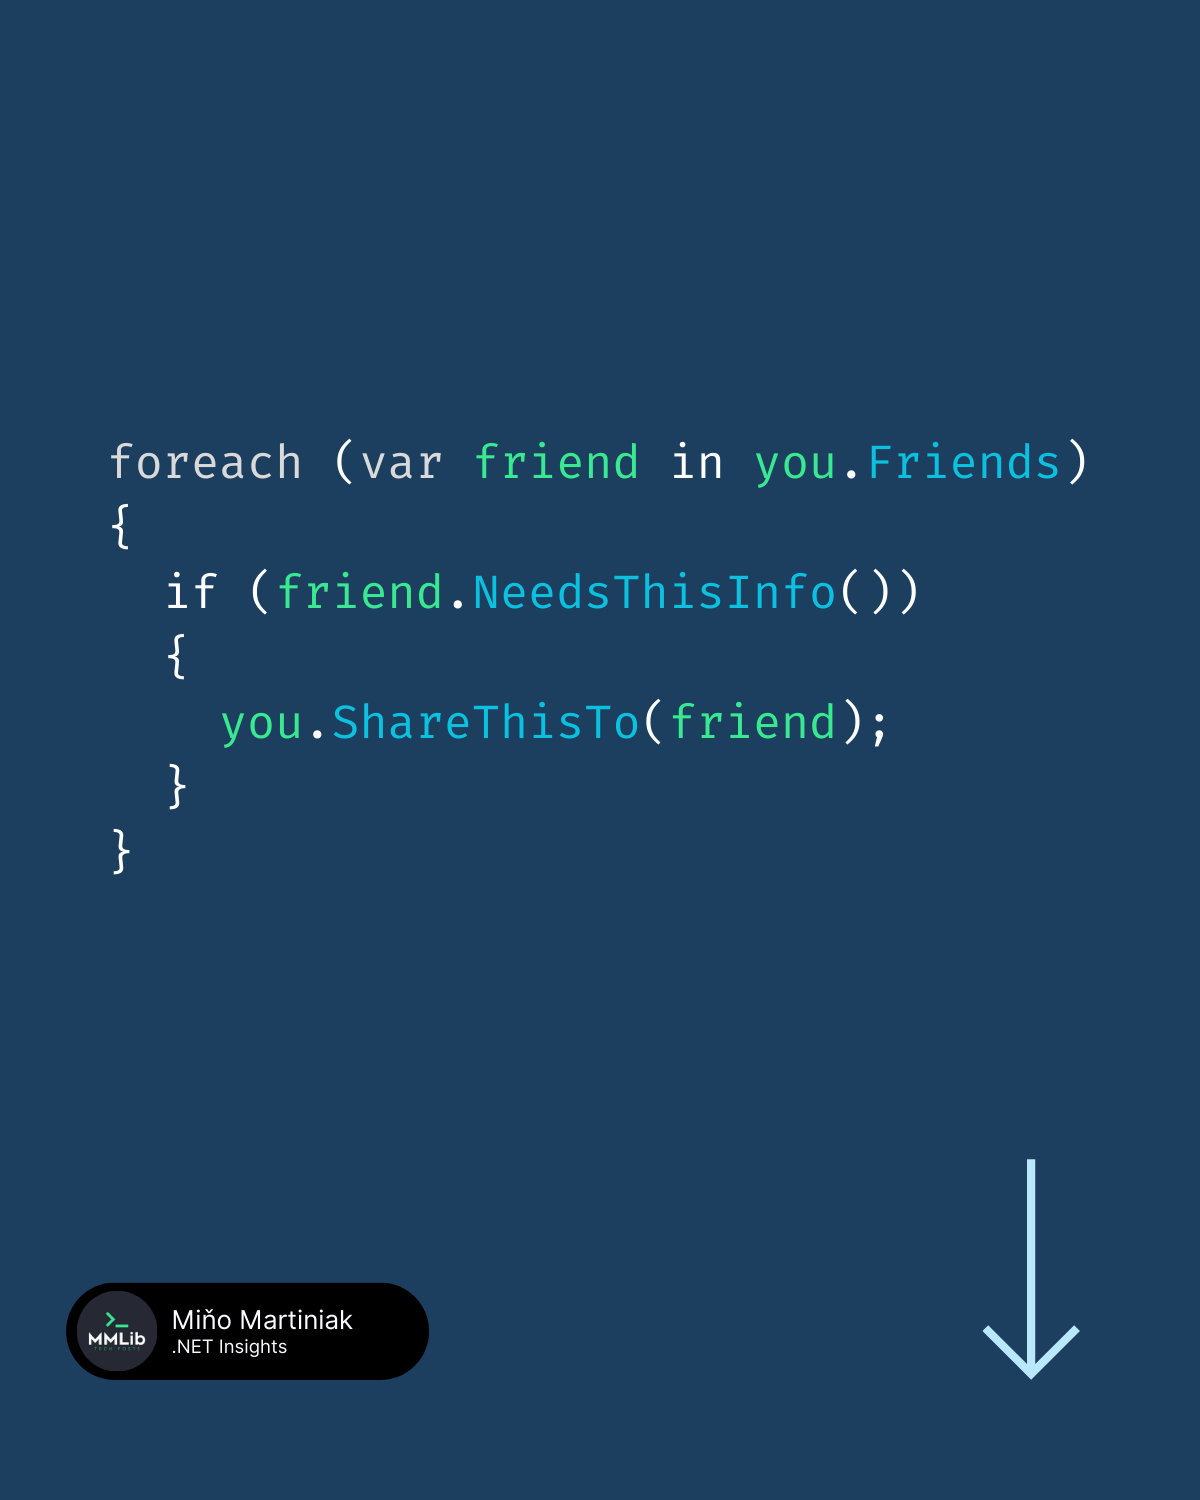 foreach (var friend in you.Friends)
{
  if (friend.NeedsThisInfo())
  {
    you.ShareThisTo(friend);
  }
}
>_
MMLib
TECH POSTS
Miňo Martiniak
.NET Insights